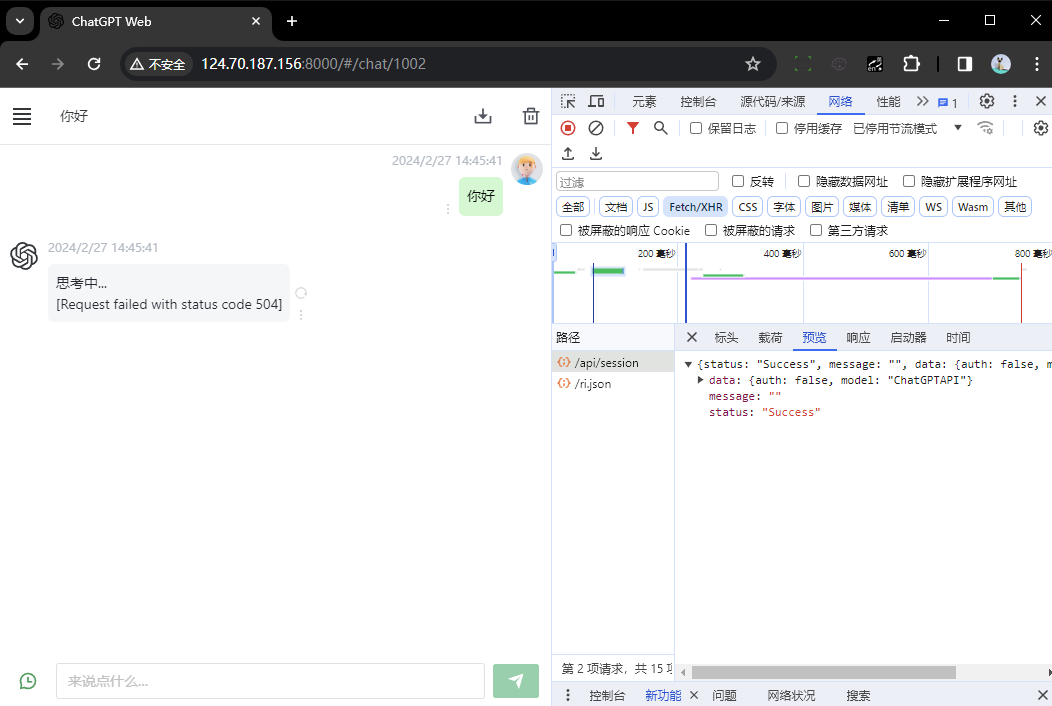 ChatGPT Web
不安全 124.70.187.156:8000/#/chat/1002
你好
2024/2/27 14:45:41
你好
2024/2/27 14:45:41
思考中...
[Request failed with status code 504]
来说点什么...
元素 控制台 源代码/来源 网络 性能 1
保留日志 停用缓存 已停用节流模式
过滤 反转 隐藏数据网址 隐藏扩展程序网址
全部 文档 JS Fetch/XHR CSS 字体 图片 媒体 清单 WS Wasm 其他
被屏蔽的响应 Cookie 被屏蔽的请求 第三方请求
200 毫秒 400 毫秒 600 毫秒 800 毫秒
路径 标头 载荷 预览 响应 启动器 时间
/api/session
/ri.json
{status: "Success", message: "", data: {auth: false, m
data: {auth: false, model: "ChatGPTAPI"}
message: ""
status: "Success"
第 2 项请求，共 15 项
控制台 新功能 问题 网络状况 搜索